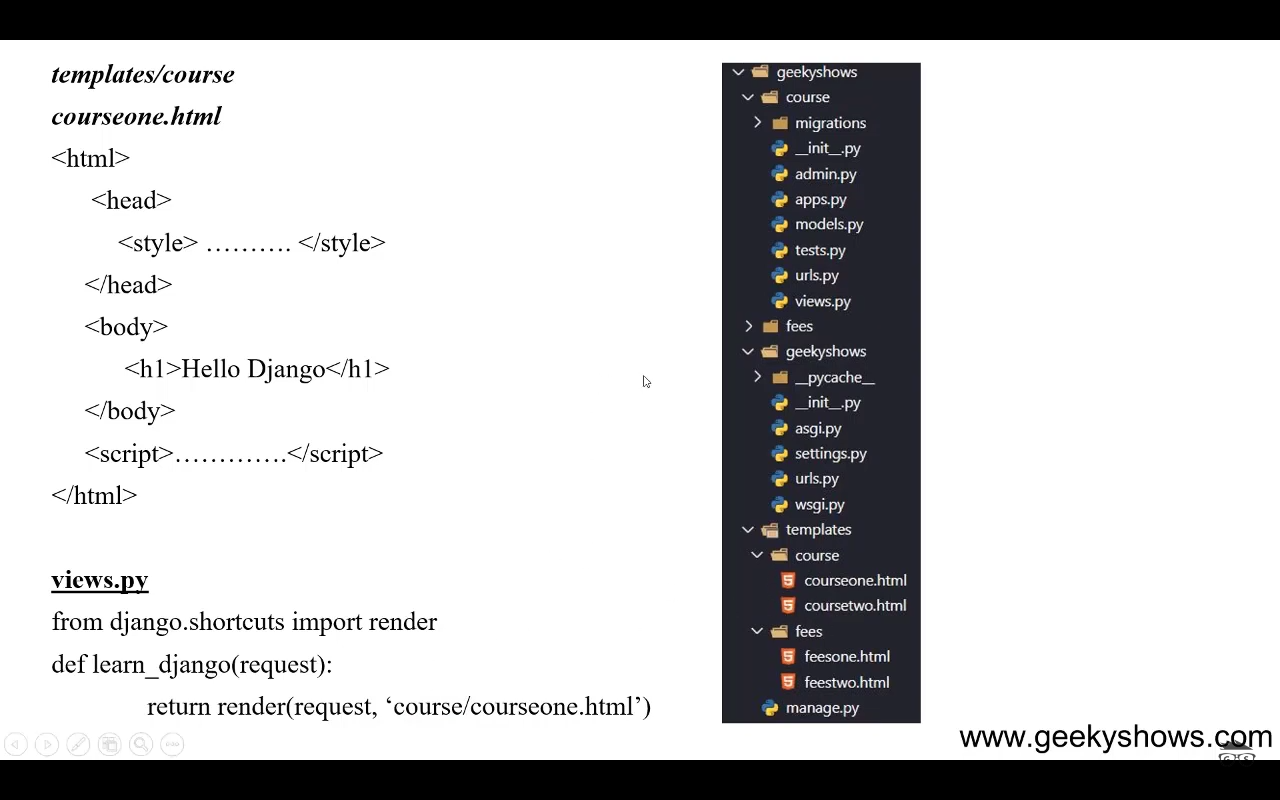 templates/course
courseone.html
<html>
<head>
<style> ………. </style>
</head>
<body>
<h1>Hello Django</h1>
</body>
<script>………….</script>
</html>
views.py
from django.shortcuts import render
def learn_django(request):
return render(request, ‘course/courseone.html’)
geekyshows
course
migrations
__init__.py
admin.py
apps.py
models.py
tests.py
urls.py
views.py
fees
geekyshows
__pycache__
__init__.py
asgi.py
settings.py
urls.py
wsgi.py
templates
course
courseone.html
coursetwo.html
fees
feesone.html
feestwo.html
manage.py
www.geekyshows.com